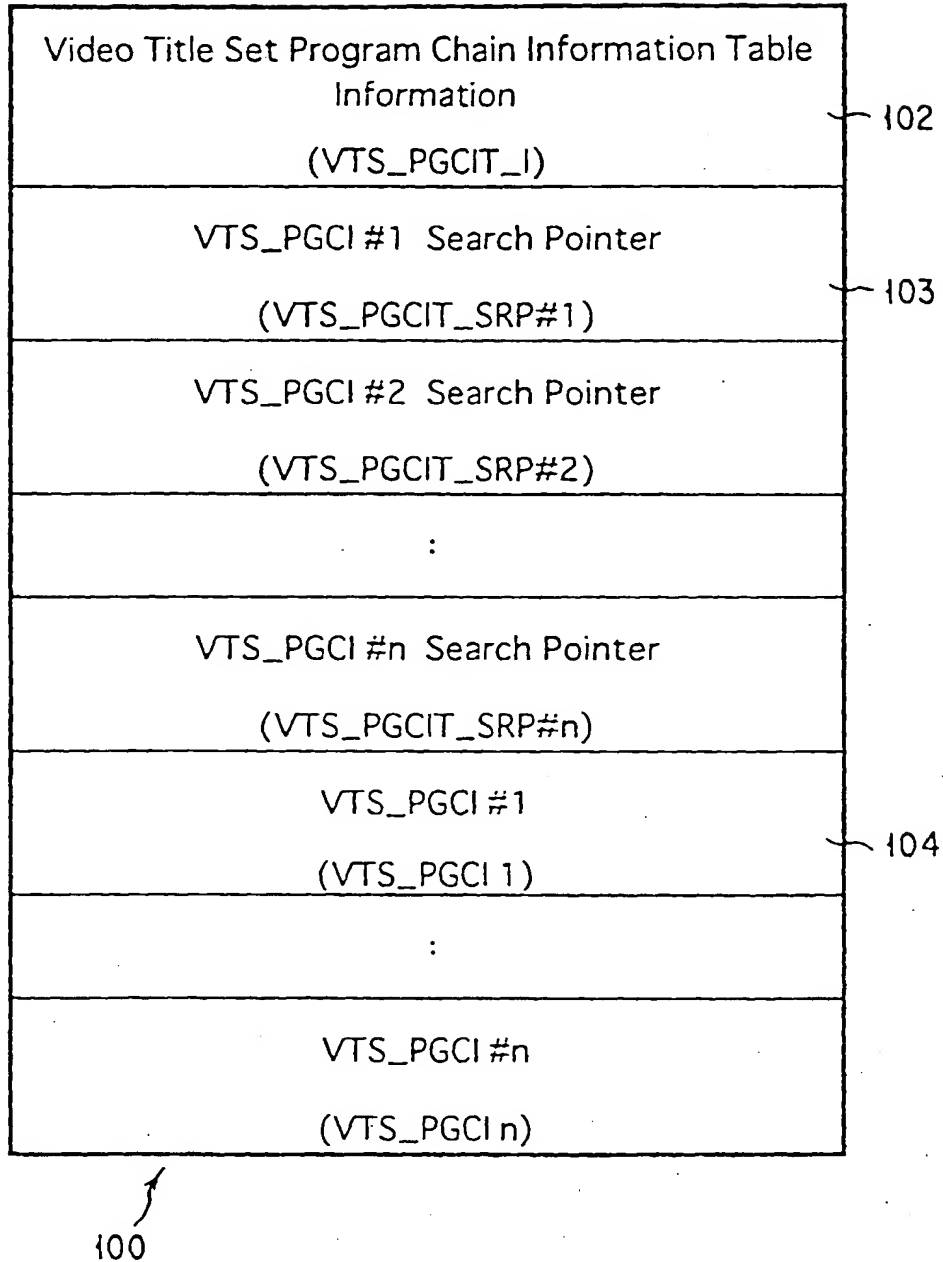 Video Title Set Program Chain Information Table
Information
(VTS_PGCIT_I)
102
VTS_PGCI #1 Search Pointer
(VTS_PGCIT_SRP#1)
103
VTS_PGCI #2 Search Pointer
(VTS_PGCIT_SRP#2)
:
VTS_PGCI #n Search Pointer
(VTS_PGCIT_SRP#n)
VTS_PGCI #1
(VTS_PGCI 1)
104
:
VTS_PGCI #n
(VTS_PGCI n)
100